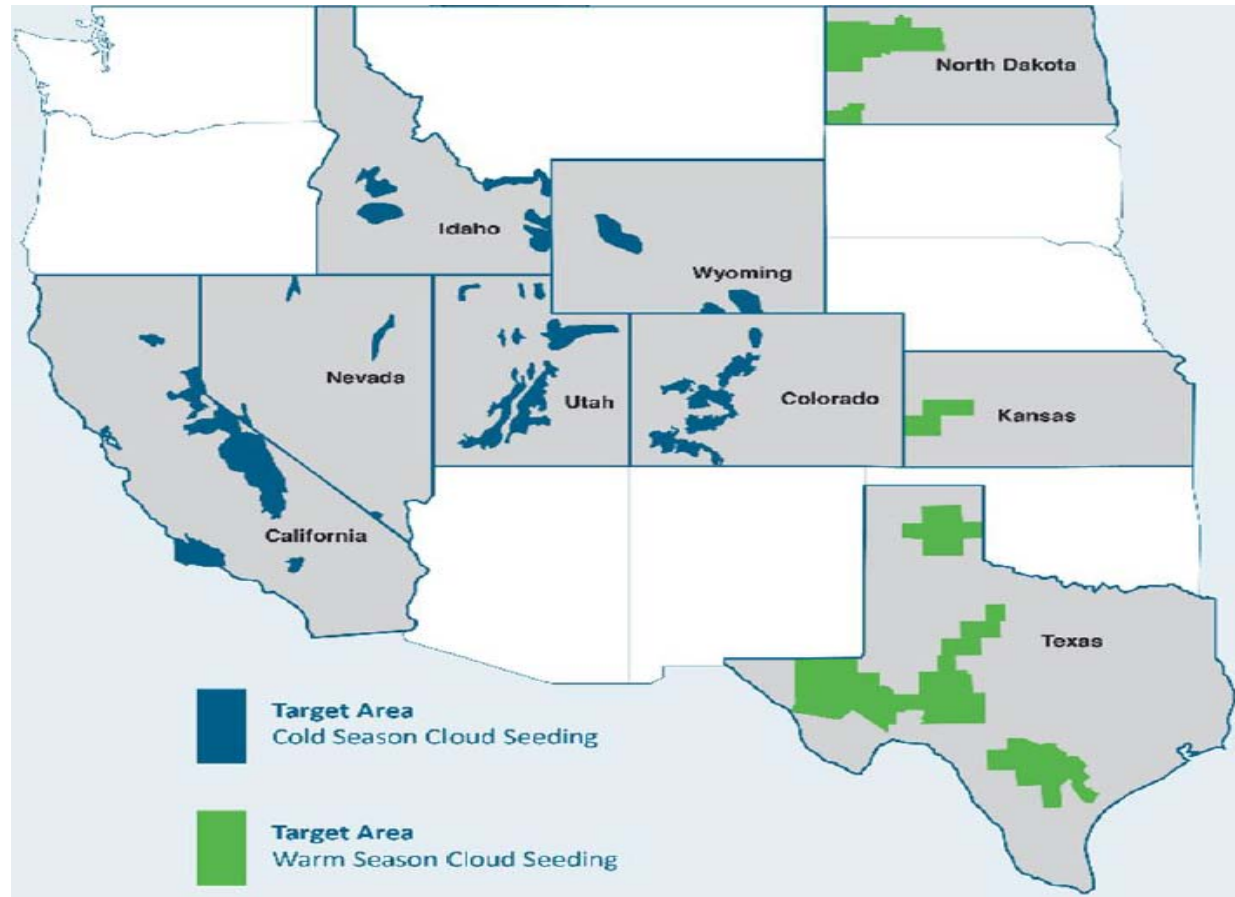 North Dakota
Idaho
Wyoming
Nevada
Utah
Colorado
Kansas
California
Texas
Target Area
Cold Season Cloud Seeding
Target Area
Warm Season Cloud Seeding